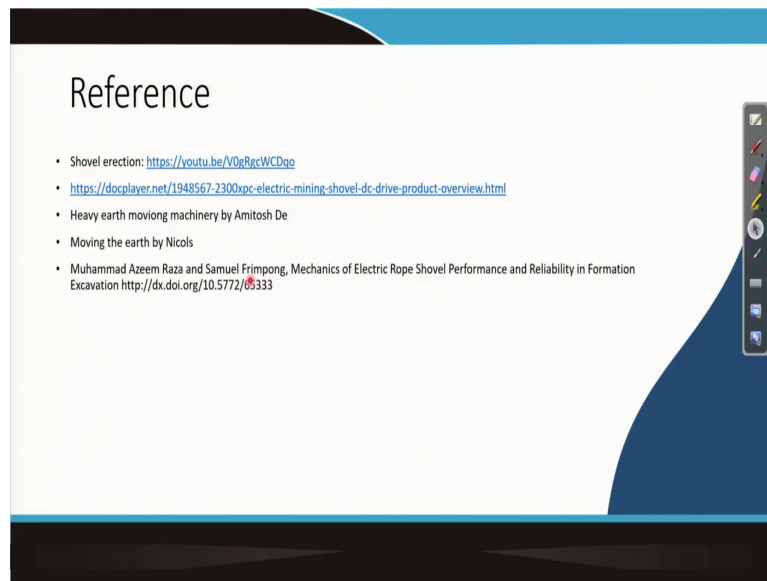 Reference
• Shovel erection: https://youtu.be/V0gRgcWCDqo
• https://docplayer.net/1948567-2300xpc-electric-mining-shovel-dc-drive-product-overview.html
• Heavy earth moviong machinery by Amitosh De
• Moving the earth by Nicols
• Muhammad Azeem Raza and Samuel Frimpong, Mechanics of Electric Rope Shovel Performance and Reliability in Formation
Excavation http://dx.doi.org/10.5772/65333